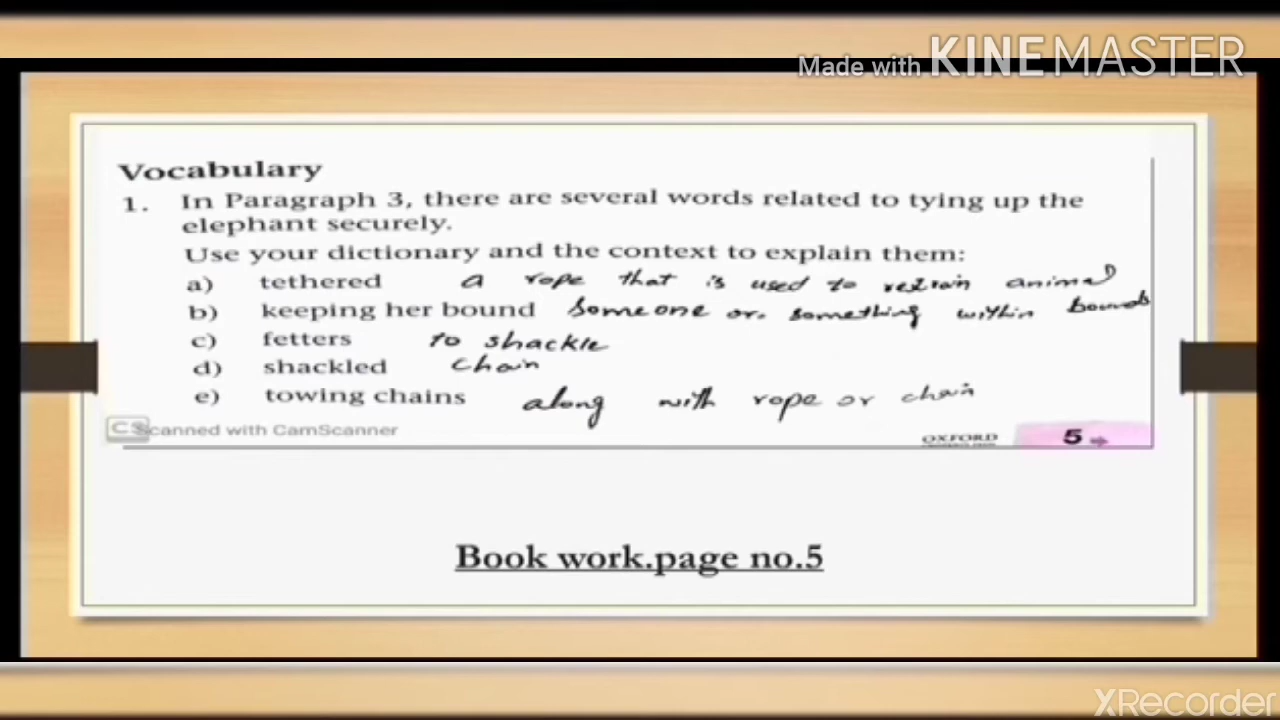 Made with KINEMASTER
Vocabulary
1. In Paragraph 3, there are several words related to tying up the
elephant securely.
Use your dictionary and the context to explain them:
a) tethered a rope that is used to restrain animal
b) keeping her bound someone or. something within bounds
c) fetters to shackle
d) shackled chain
e) towing chains along with rope or chain
CS Scanned with CamScanner
OXFORD
5
Book work.page no.5
XRecorder